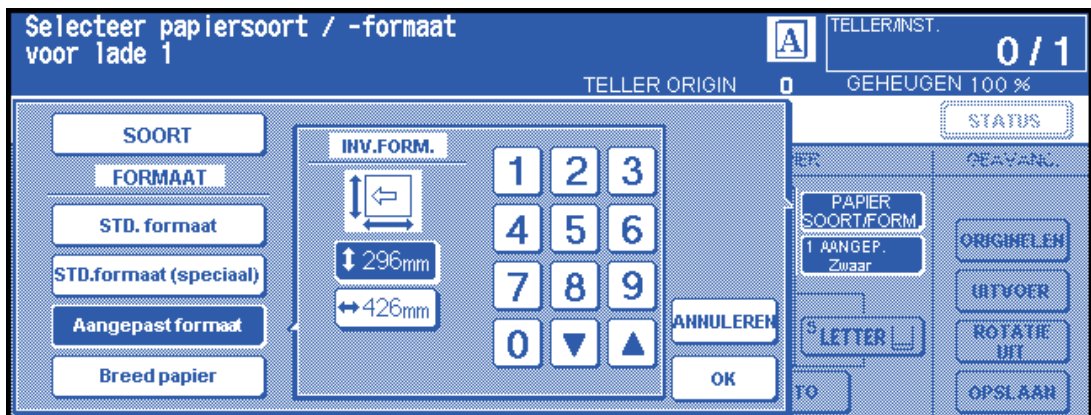 Selecteer papiersoort / -formaat
voor lade 1
A
TELLER/INST.
0 / 1
TELLER ORIGIN 0
GEHEUGEN 100 %
STATUS
SOORT
FORMAAT
STD. formaat
STD.formaat (speciaal)
Aangepast formaat
Breed papier
INV.FORM.
296mm
426mm
1 2 3
4 5 6
7 8 9
0
ANNULEREN
OK
PAPIER
SOORT/FORM.
1 AANGEP.
Zwaar
S LETTER
GEAVANC.
ORIGINELEN
UITVOER
ROTATIE
UIT
OPSLAAN